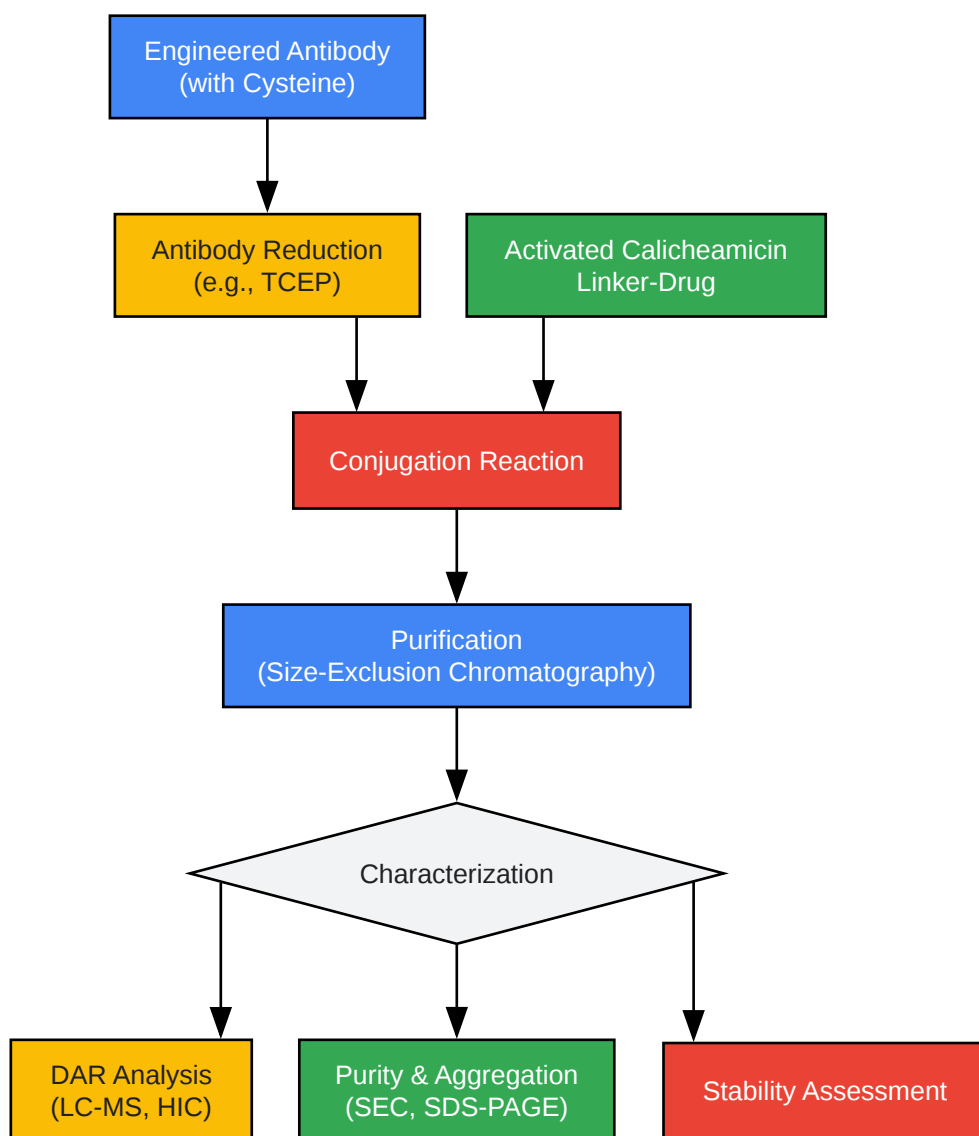 Engineered Antibody
(with Cysteine)
Antibody Reduction
(e.g., TCEP)
Activated Calicheamicin
Linker-Drug
Conjugation Reaction
Purification
(Size-Exclusion Chromatography)
Characterization
DAR Analysis
(LC-MS, HIC)
Purity & Aggregation
(SEC, SDS-PAGE)
Stability Assessment